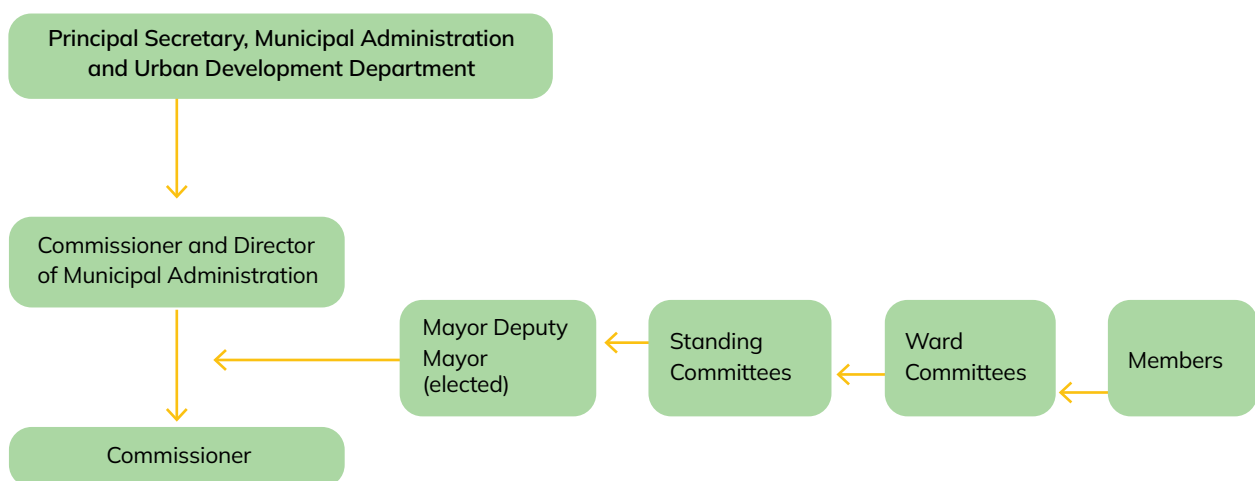 Principal Secretary, Municipal Administration
and Urban Development Department
Commissioner and Director
of Municipal Administration
Mayor Deputy
Mayor
(elected)
Standing
Committees
Ward
Committees
Members
Commissioner